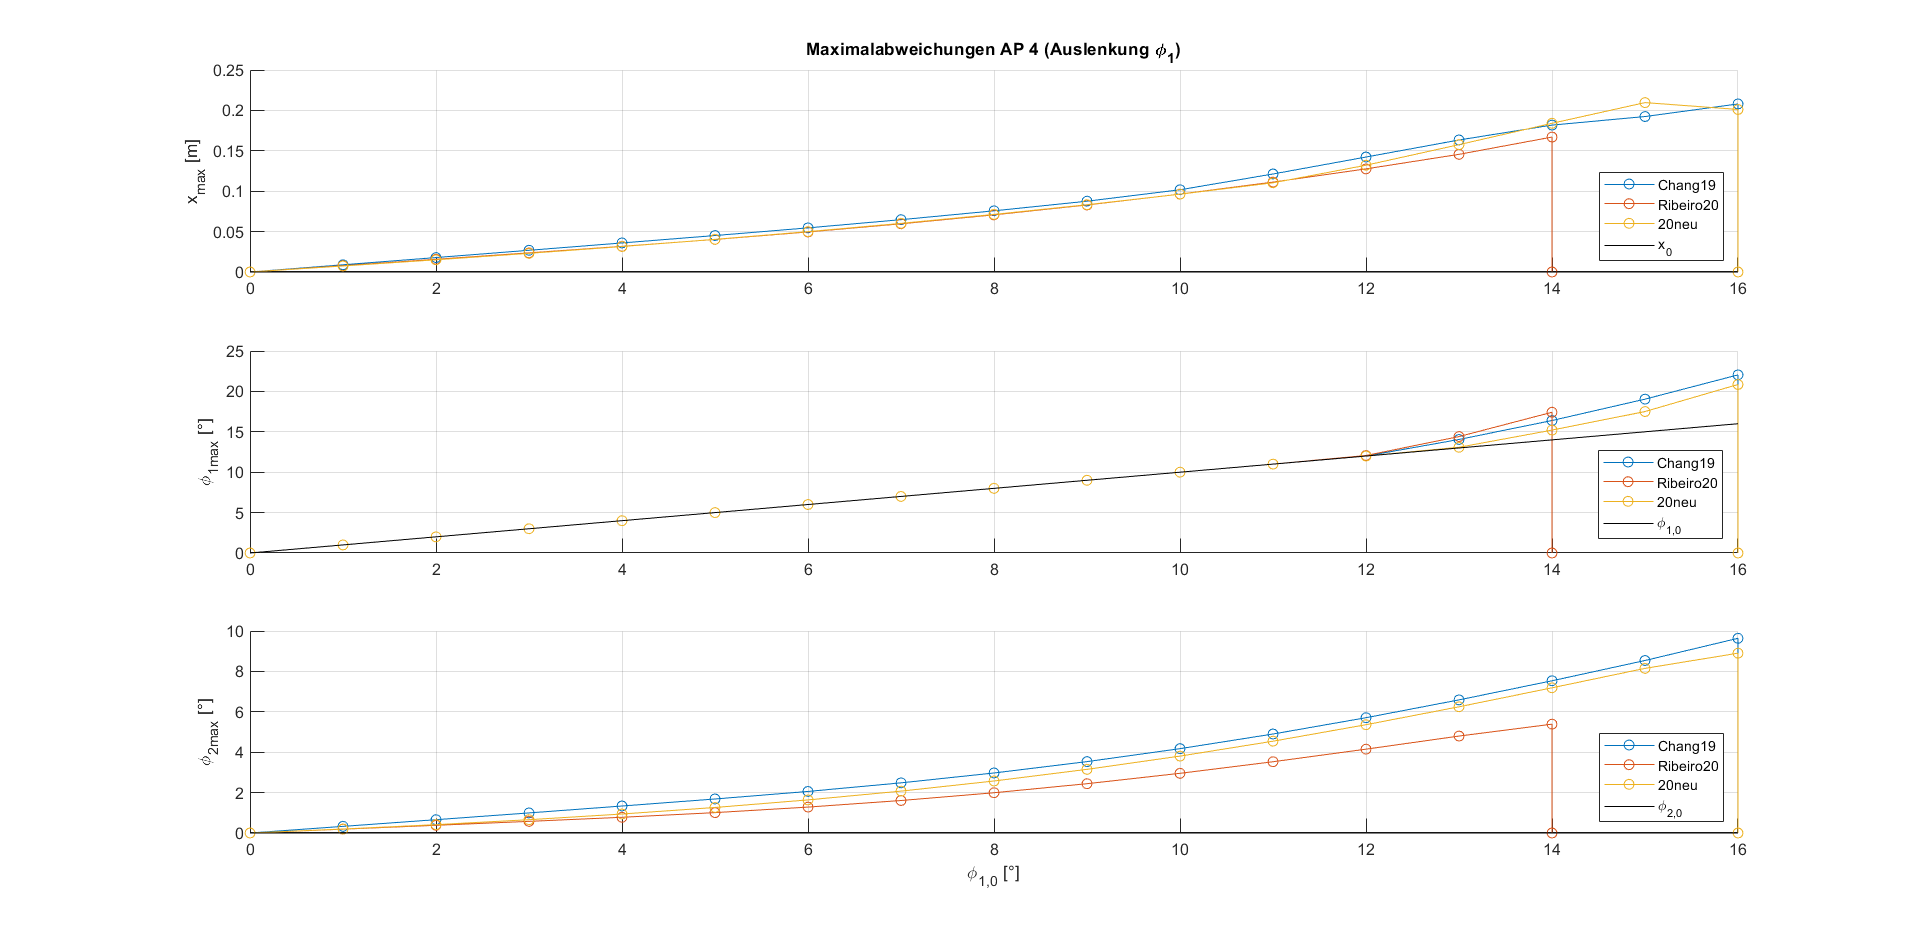 Maximalabweichungen AP 4 (Auslenkung ϕ1)
0.25
0.2
0.15
0.1
0.05
0
xmax [m]
0 2 4 6 8 10 12 14 16
Chang19
Ribeiro20
20neu
x0
25
20
15
10
5
0
ϕ1max [°]
0 2 4 6 8 10 12 14 16
Chang19
Ribeiro20
20neu
ϕ1,0
10
8
6
4
2
0
ϕ2max [°]
0 2 4 6 8 10 12 14 16
Chang19
Ribeiro20
20neu
ϕ2,0
ϕ1,0 [°]